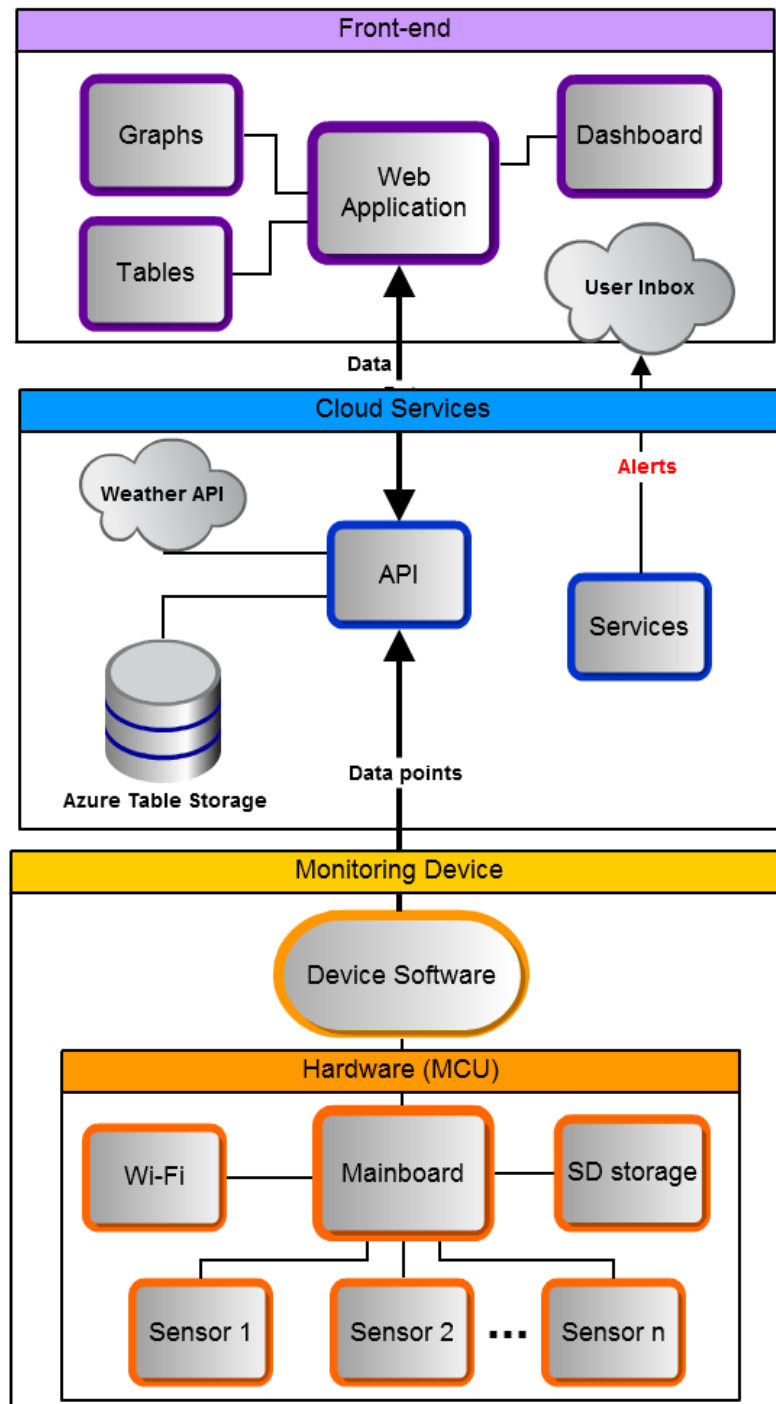 Front-end
Graphs
Web
Application
Dashboard
Tables
User Inbox
Data
Cloud Services
Weather API
Alerts
API
Services
Data points
Azure Table Storage
Monitoring Device
Device Software
Hardware (MCU)
Wi-Fi
Mainboard
SD storage
Sensor 1
Sensor 2
...
Sensor n